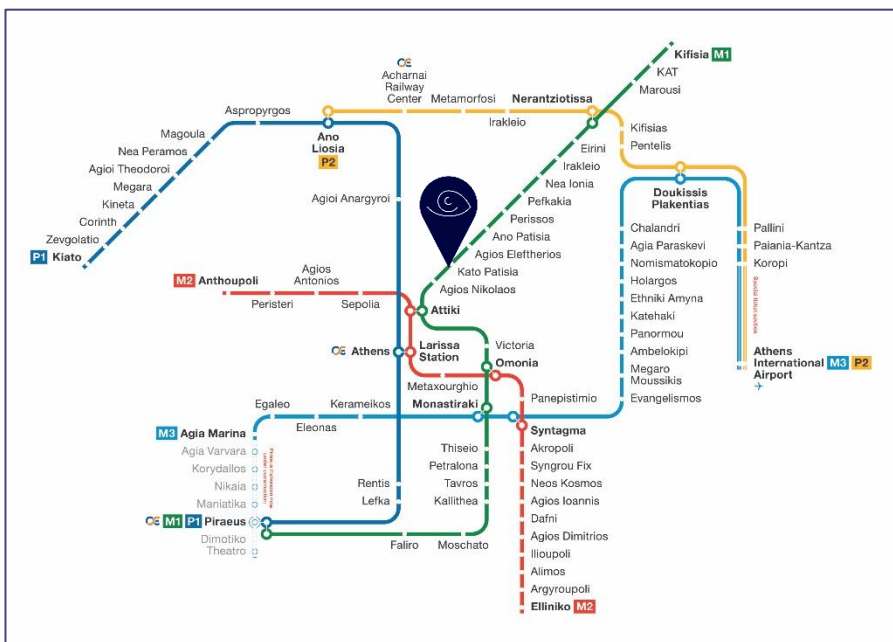 Kifisia M1
KAT
Marousi
Œ
Acharnai
Railway
Center
Metamorfosi
Nerantziotissa
Irakleio
Aspropyrgos
Magoula
Nea Peramos
Agioi Theodoroi
Megara
Kineta
Corinth
Zevgolatio
P1 Kiato
Ano
Liosia
P2
Kifisias
Pentelis
Eirini
Irakleio
Nea Ionia
Pefkakia
Perissos
Ano Patisia
Agios Eleftherios
Kato Patisia
Agios Nikolaos
Agioi Anargyroi
Doukissis
Plakentias
Chalandri
Agia Paraskevi
Nomismatokopio
Holargos
Ethniki Amyna
Katehaki
Panormou
Ambelokipi
Megaro
Moussikis
Evangelismos
Pallini
Paiania-Kantza
Koropi
Athens
International
Airport
M3 P2
M2 Anthoupoli
Agios
Antonios
Peristeri
Sepolia
Attiki
Œ Athens
Larissa
Station
Victoria
Omonia
Metaxourghio
Monastiraki
Panepistimio
Egaleo
Kerameikos
Eleonas
M3 Agia Marina
Agia Varvara
Korydallos
Nikaia
Maniatika
Œ M1 P1 Piraeus
Dimotiko
Theatro
Syntagma
Thiseio
Petralona
Tavros
Kallithea
Rentis
Lefka
Faliro
Moschato
Akropoli
Syngrou Fix
Neos Kosmos
Agios Ioannis
Dafni
Agios Dimitrios
Ilioupoli
Alimos
Argyroupoli
Elliniko M2